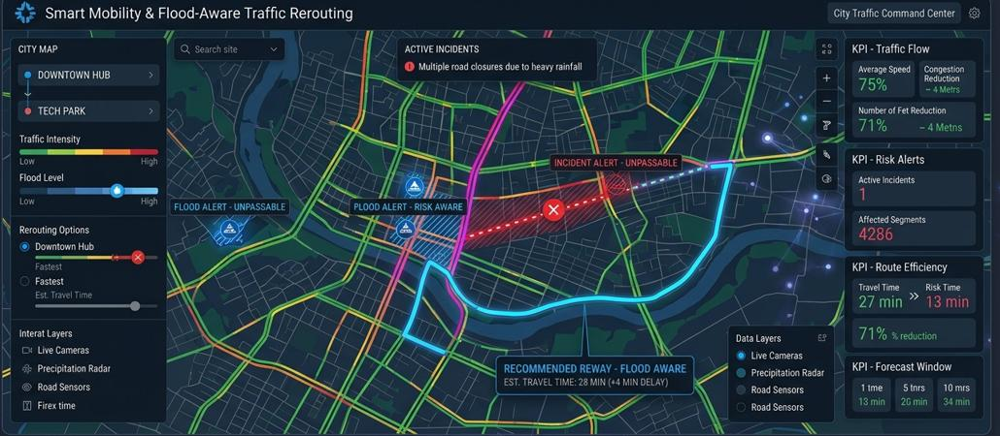 Smart Mobility & Flood-Aware Traffic Rerouting
City Traffic Command Center
CITY MAP
DOWNTOWN HUB
TECH PARK
Traffic Intensity
Low High
Flood Level
Low High
Rerouting Options
Downtown Hub
Fastest
Fastest
Est. Travel Time
Interat Layers
Live Cameras
Precipitation Radar
Road Sensors
Firex time
Search site
ACTIVE INCIDENTS
Multiple road closures due to heavy rainfall
INCIDENT ALERT - UNPASSABLE
FLOOD ALERT - UNPASSABLE
PLOOD ALERT - RISK AWARE
RECOMMENDED REWAY - FLOOD AWARE
EST. TRAVEL TIME: 28 MIN (+4 MIN DELAY)
Data Layers
Live Cameras
Precipitation Radar
Road Sensors
Road Sensors
KPI - Traffic Flow
Average Speed
75%
Congestion
Reduction
- 4 Metrs
Number of Fet Reduction
71% - 4 Metns
KPI - Risk Alerts
Active Incidents
1
Affected Segments
4286
KPI - Route Efficiency
Travel Time
27 min
Risk Time
13 min
71% % reduction
KPI - Forecast Window
1 tme
13 min
5 tnrs
20 min
10 mrs
34 min